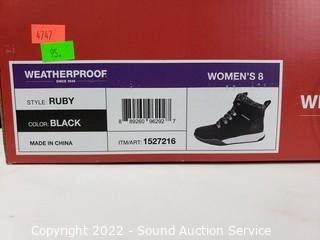 4747
95.
WEATHERPROOF
SINCE 1948
WOMEN'S 8
STYLE: RUBY
COLOR: BLACK
MADE IN CHINA
8 89260 96292 7
ITM/ART: 1527216
WE
Copyright 2022 - Sound Auction Service